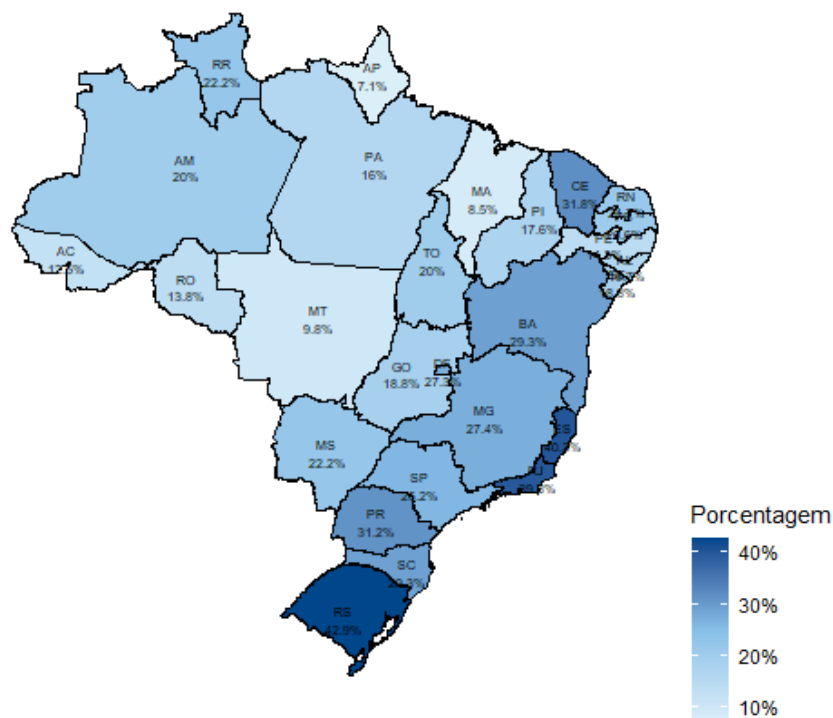 RR
22.2%
AP
7.1%
AM
20%
PA
16%
MA
8.5%
CE
31.8%
RN
PI
17.6%
PE
AC
RO
13.8%
TO
20%
MT
9.8%
BA
29.3%
GO
18.8%
DF
27.3%
MG
27.4%
ES
MS
22.2%
SP
RJ
PR
31.2%
SC
RS
42.9%
Porcentagem
40%
30%
20%
10%